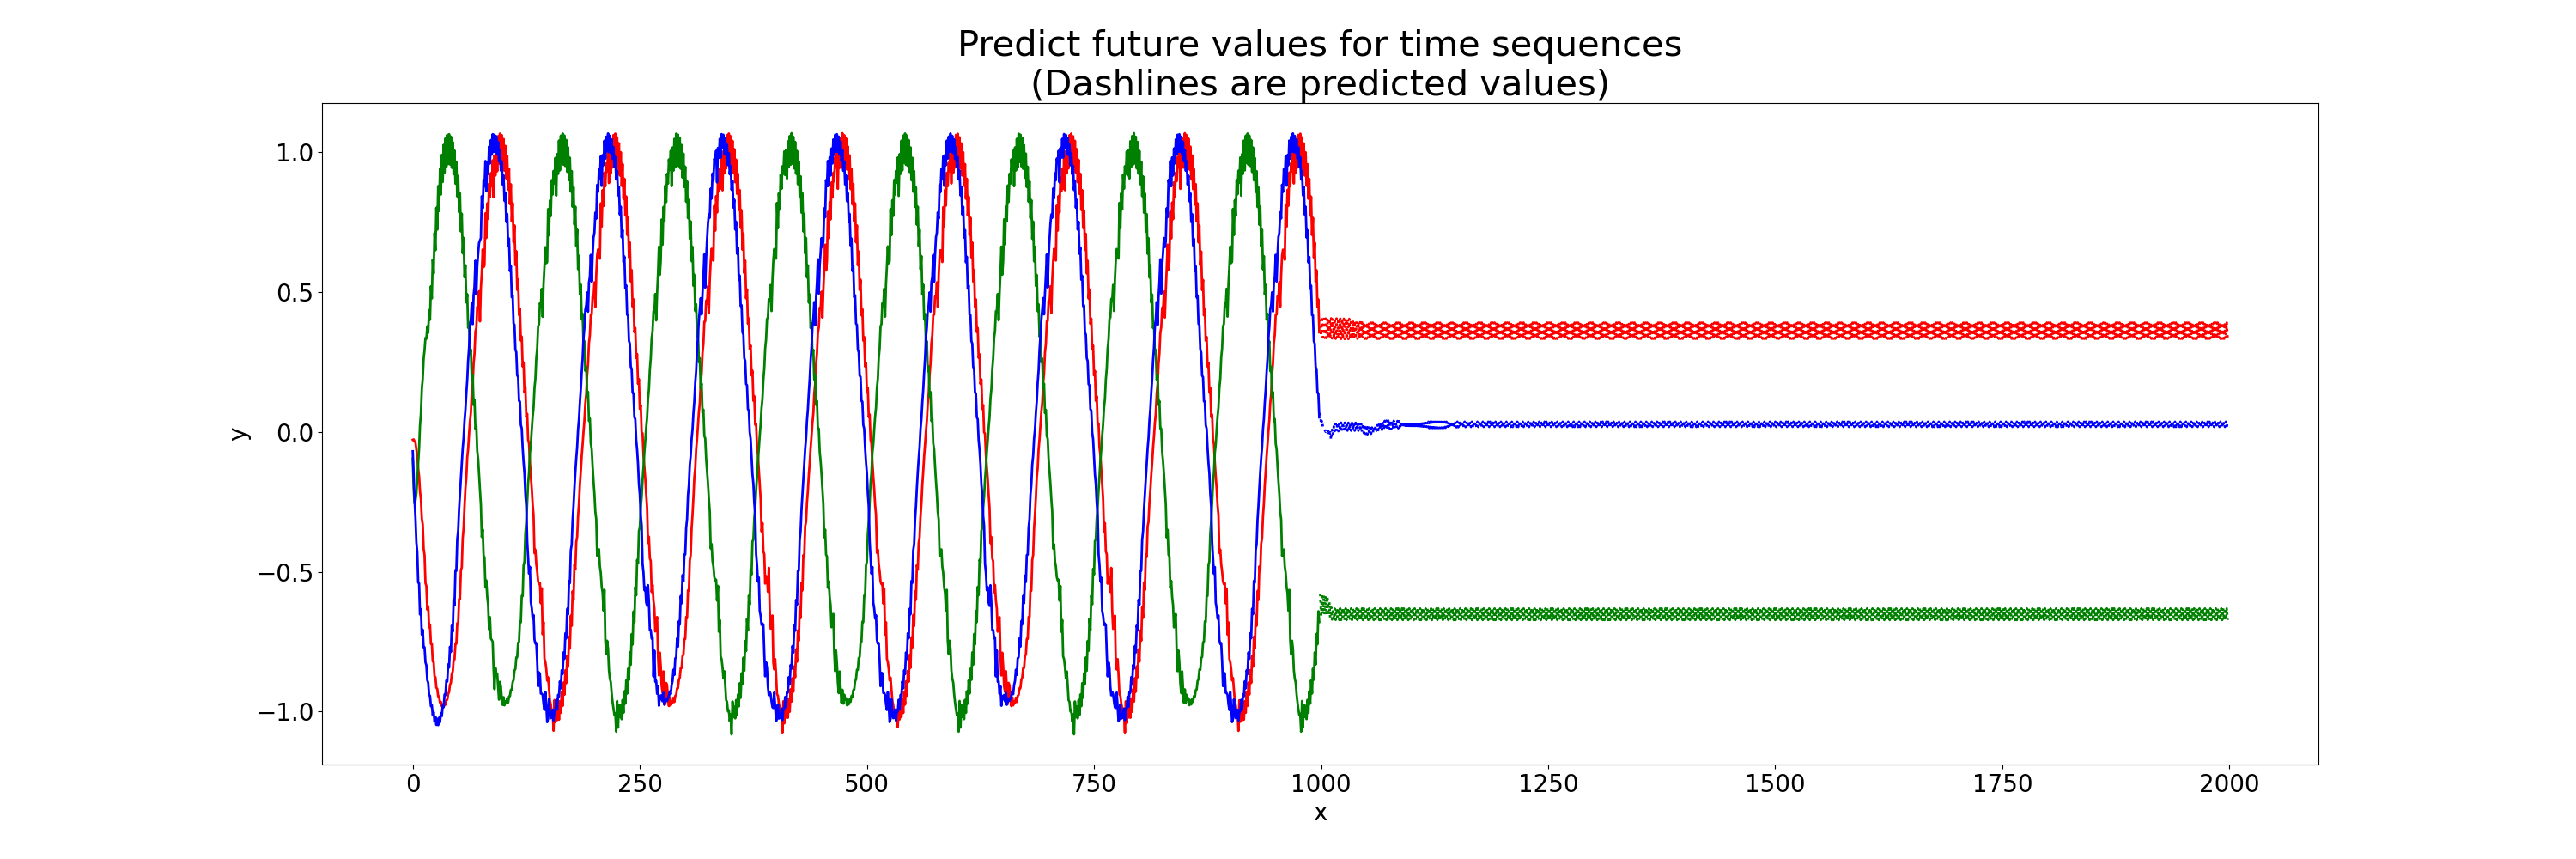 Predict future values for time sequences
(Dashlines are predicted values)
1.0
0.5
0.0
−0.5
−1.0
y
0 250 500 750 1000 1250 1500 1750 2000
x